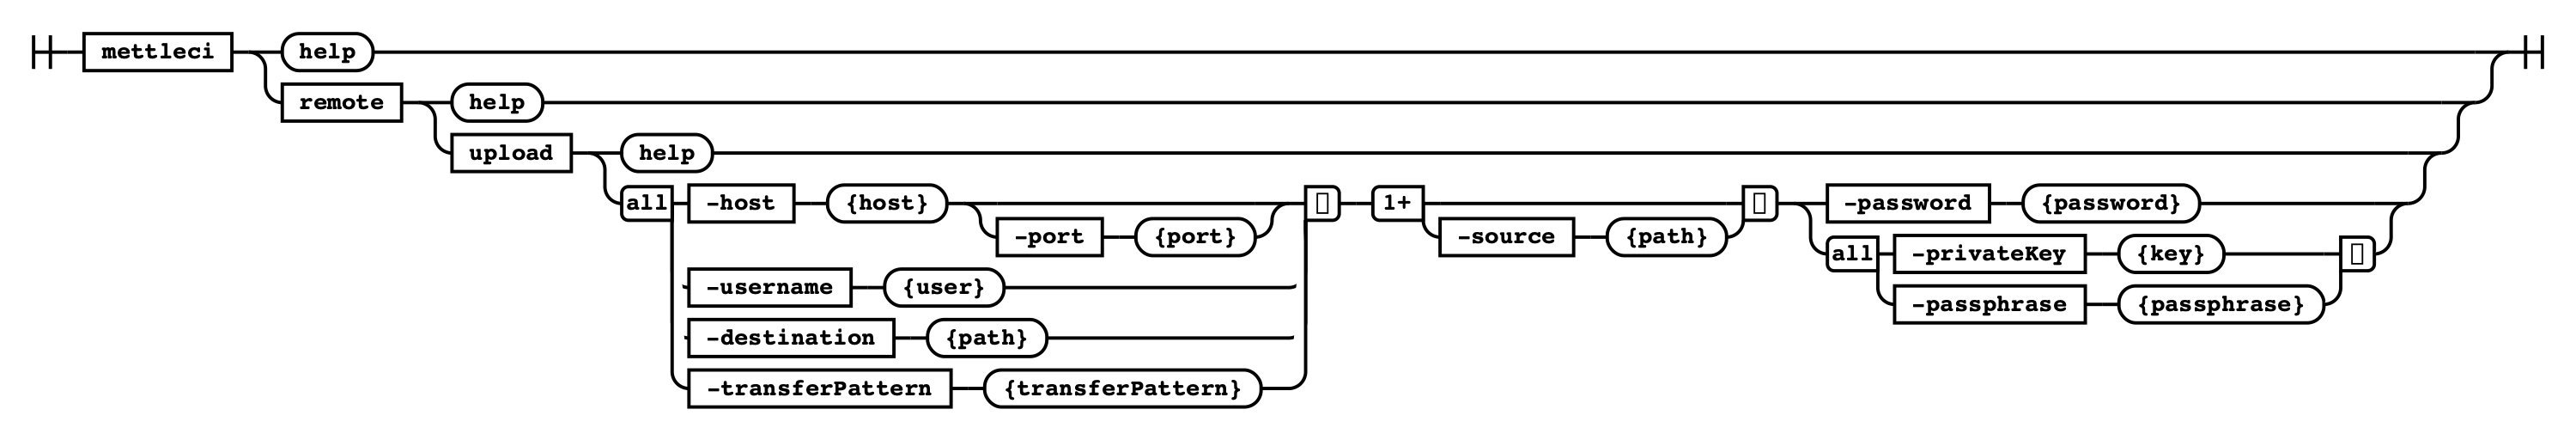 mettleci help
remote help
upload help
all -host {host} 1+ -password {password}
-port {port} -source {path}
all -privateKey {key}
-username {user}
-passphrase {passphrase}
-destination {path}
-transferPattern {transferPattern}